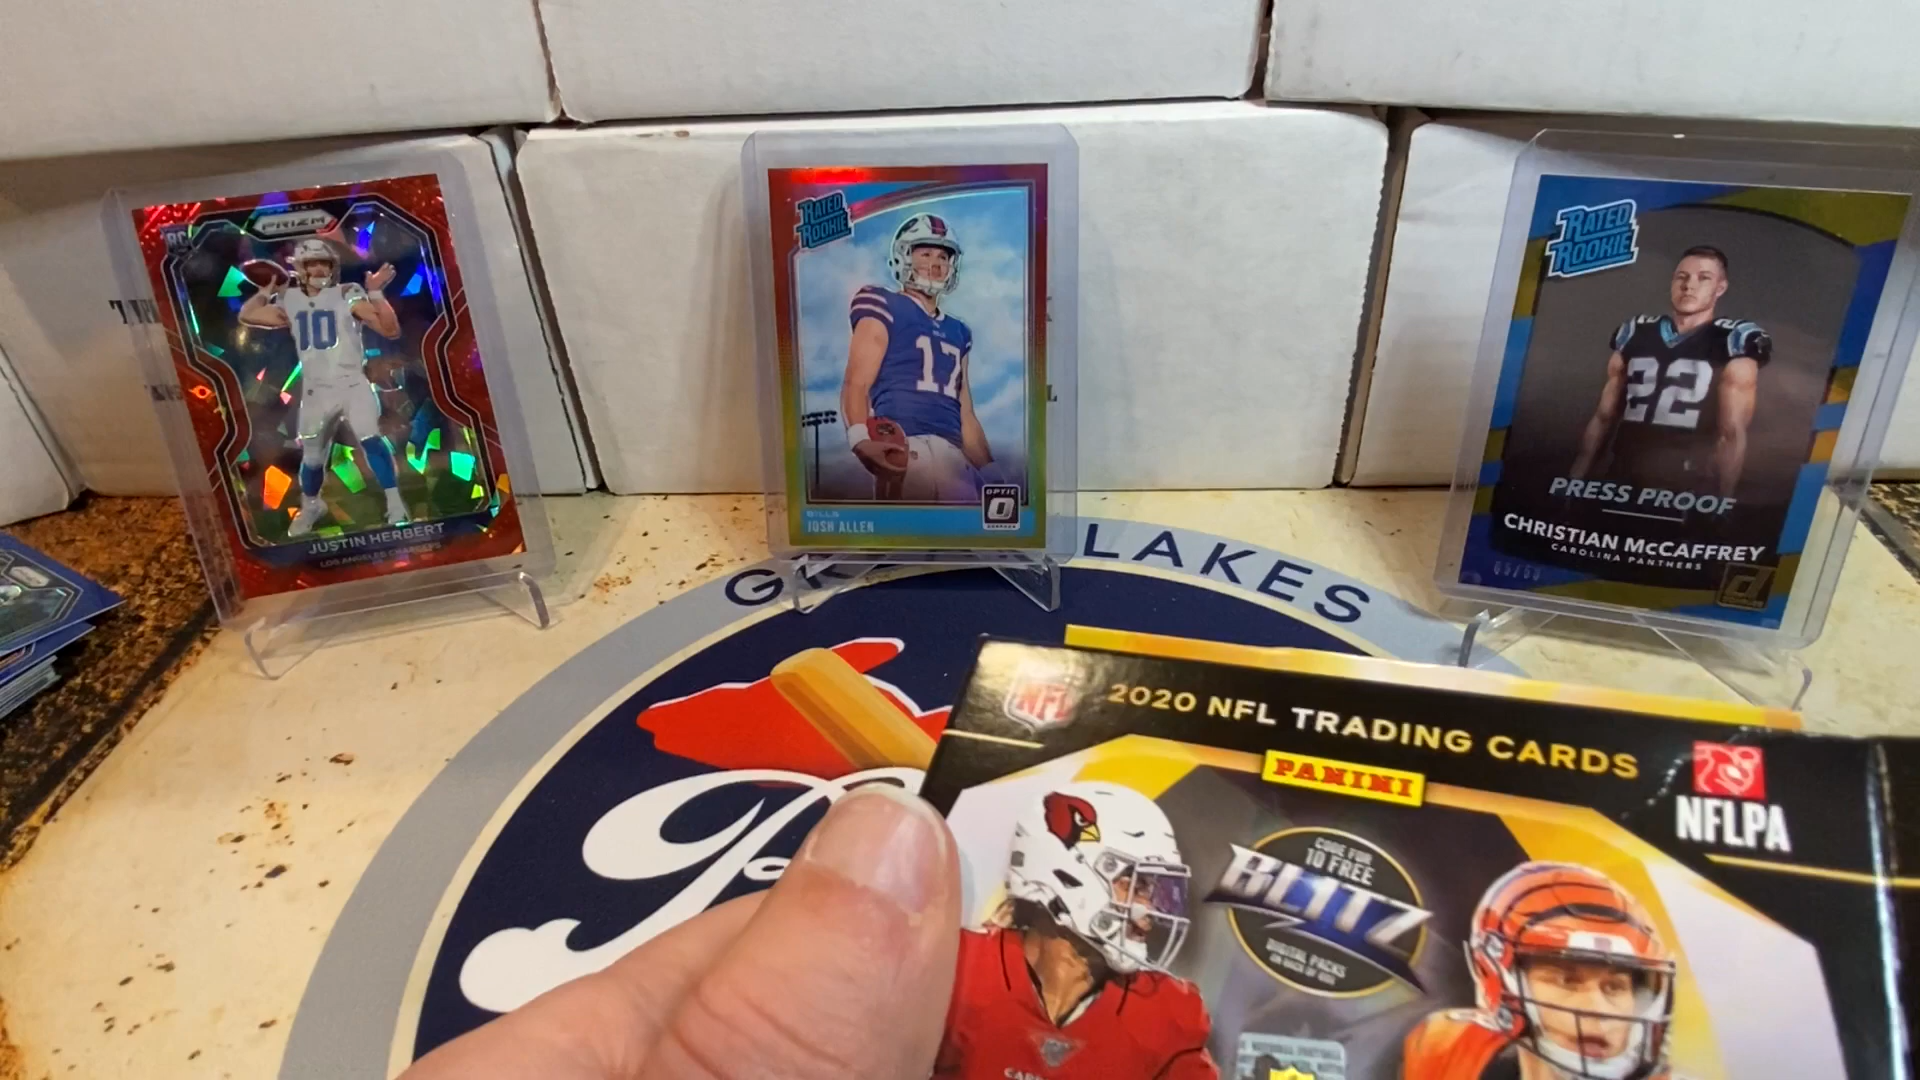 PRIZM
RC
10
JUSTIN HERBERT
LOS ANGELES CHARGERS
RATED
ROOKIE
17
OPTIC
BILLS
JOSH ALLEN
RATED
ROOKIE
22
PRESS PROOF
CHRISTIAN McCAFFREY
CAROLINA PANTHERS
LAKES
NFL
2020 NFL TRADING CARDS
PANINI
NFLPA
CODE FOR
10 FREE
BLITZ
DIGITAL PACKS